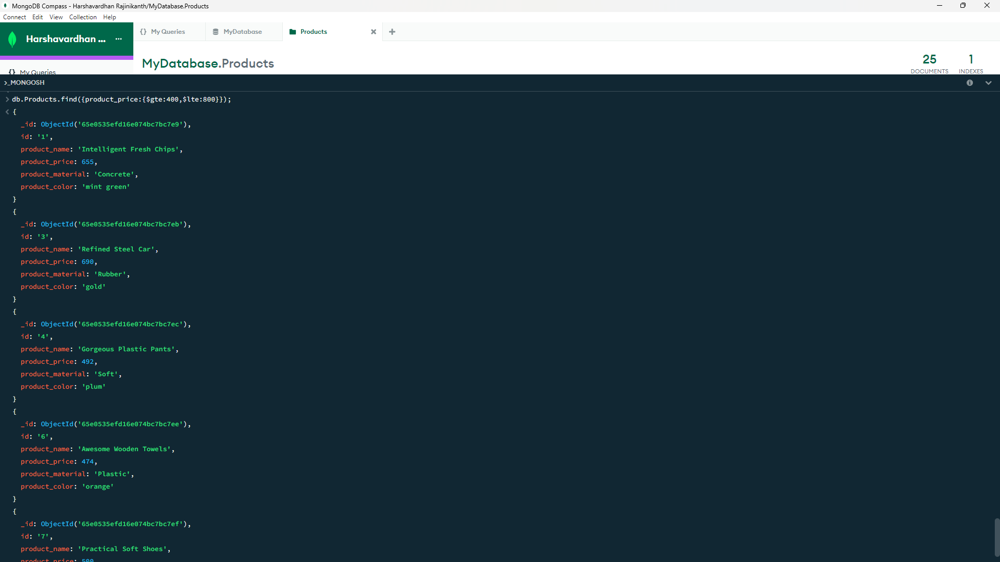 MongoDB Compass - Harshavardhan Rajinikanth/MyDatabase.Products
Connect Edit View Collection Help
Harshavardhan ... ···
{} My Queries
MyDatabase
Products
MyDatabase.Products
25
DOCUMENTS
1
INDEXES
{} My Queries
>_MONGOSH
> db.Products.find({product_price:{$gte:400,$lte:800}});
< {
_id: ObjectId('65e0535efd16e074bc7bc7e9'),
id: '1',
product_name: 'Intelligent Fresh Chips',
product_price: 655,
product_material: 'Concrete',
product_color: 'mint green'
}
{
_id: ObjectId('65e0535efd16e074bc7bc7eb'),
id: '3',
product_name: 'Refined Steel Car',
product_price: 690,
product_material: 'Rubber',
product_color: 'gold'
}
{
_id: ObjectId('65e0535efd16e074bc7bc7ec'),
id: '4',
product_name: 'Gorgeous Plastic Pants',
product_price: 492,
product_material: 'Soft',
product_color: 'plum'
}
{
_id: ObjectId('65e0535efd16e074bc7bc7ee'),
id: '6',
product_name: 'Awesome Wooden Towels',
product_price: 474,
product_material: 'Plastic',
product_color: 'orange'
}
{
_id: ObjectId('65e0535efd16e074bc7bc7ef'),
id: '7',
product_name: 'Practical Soft Shoes',
product_price: 500